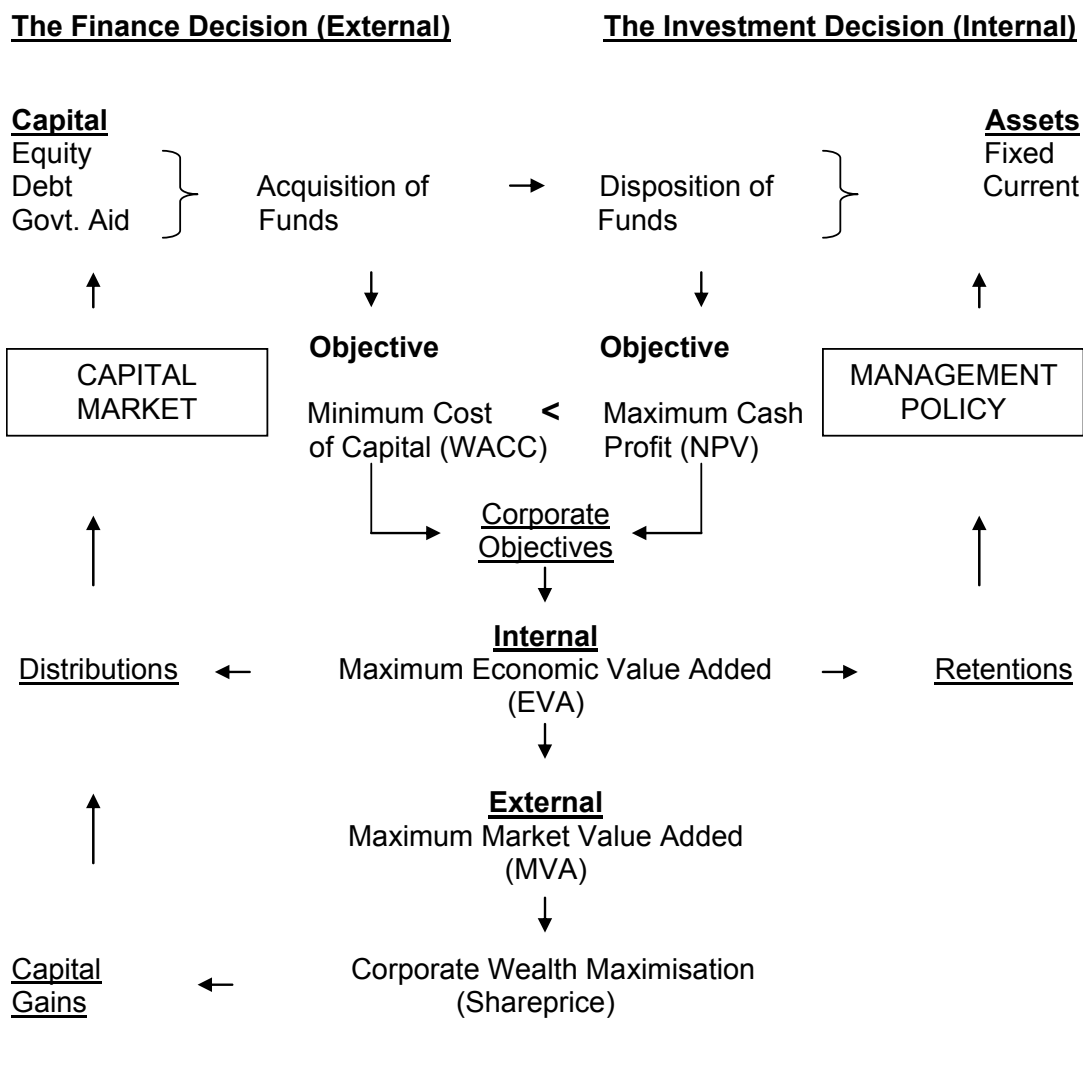 The Finance Decision (External)
The Investment Decision (Internal)
Capital
Equity
Debt
Govt. Aid
Acquisition of
Funds
Disposition of
Funds
Assets
Fixed
Current
CAPITAL
MARKET
Objective
Minimum Cost
of Capital (WACC)
<
Objective
Maximum Cash
Profit (NPV)
MANAGEMENT
POLICY
Corporate
Objectives
Distributions
Internal
Maximum Economic Value Added
(EVA)
Retentions
External
Maximum Market Value Added
(MVA)
Capital
Gains
Corporate Wealth Maximisation
(Shareprice)